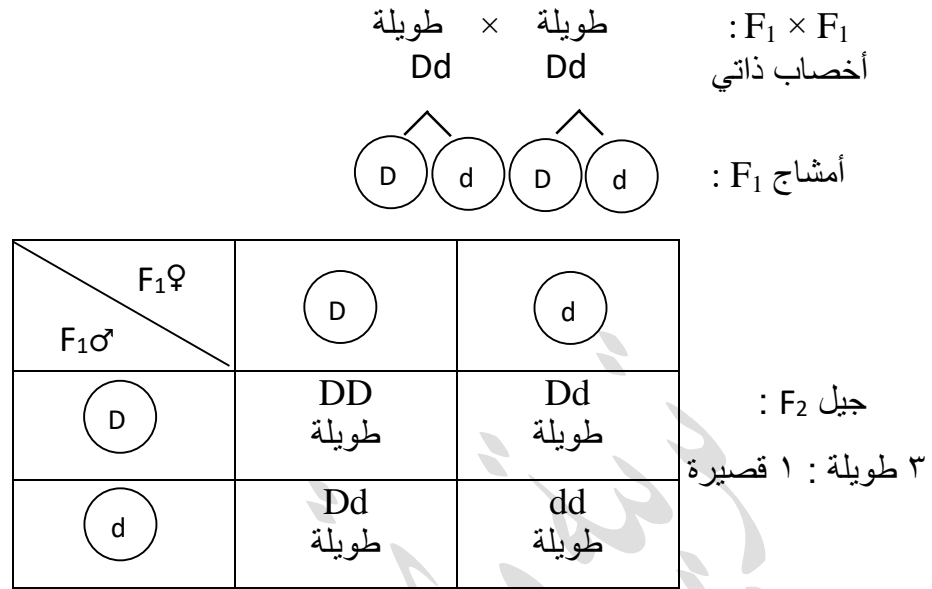 F₁ × F₁ : طويلة × طويلة
أخصاب ذاتي Dd Dd
أمشاج F₁ : D d D d
F₁♀ D d
F₁♂
D DD Dd
طويلة طويلة
d Dd dd
طويلة طويلة
جيل F₂ :
٣ طويلة : ١ قصيرة